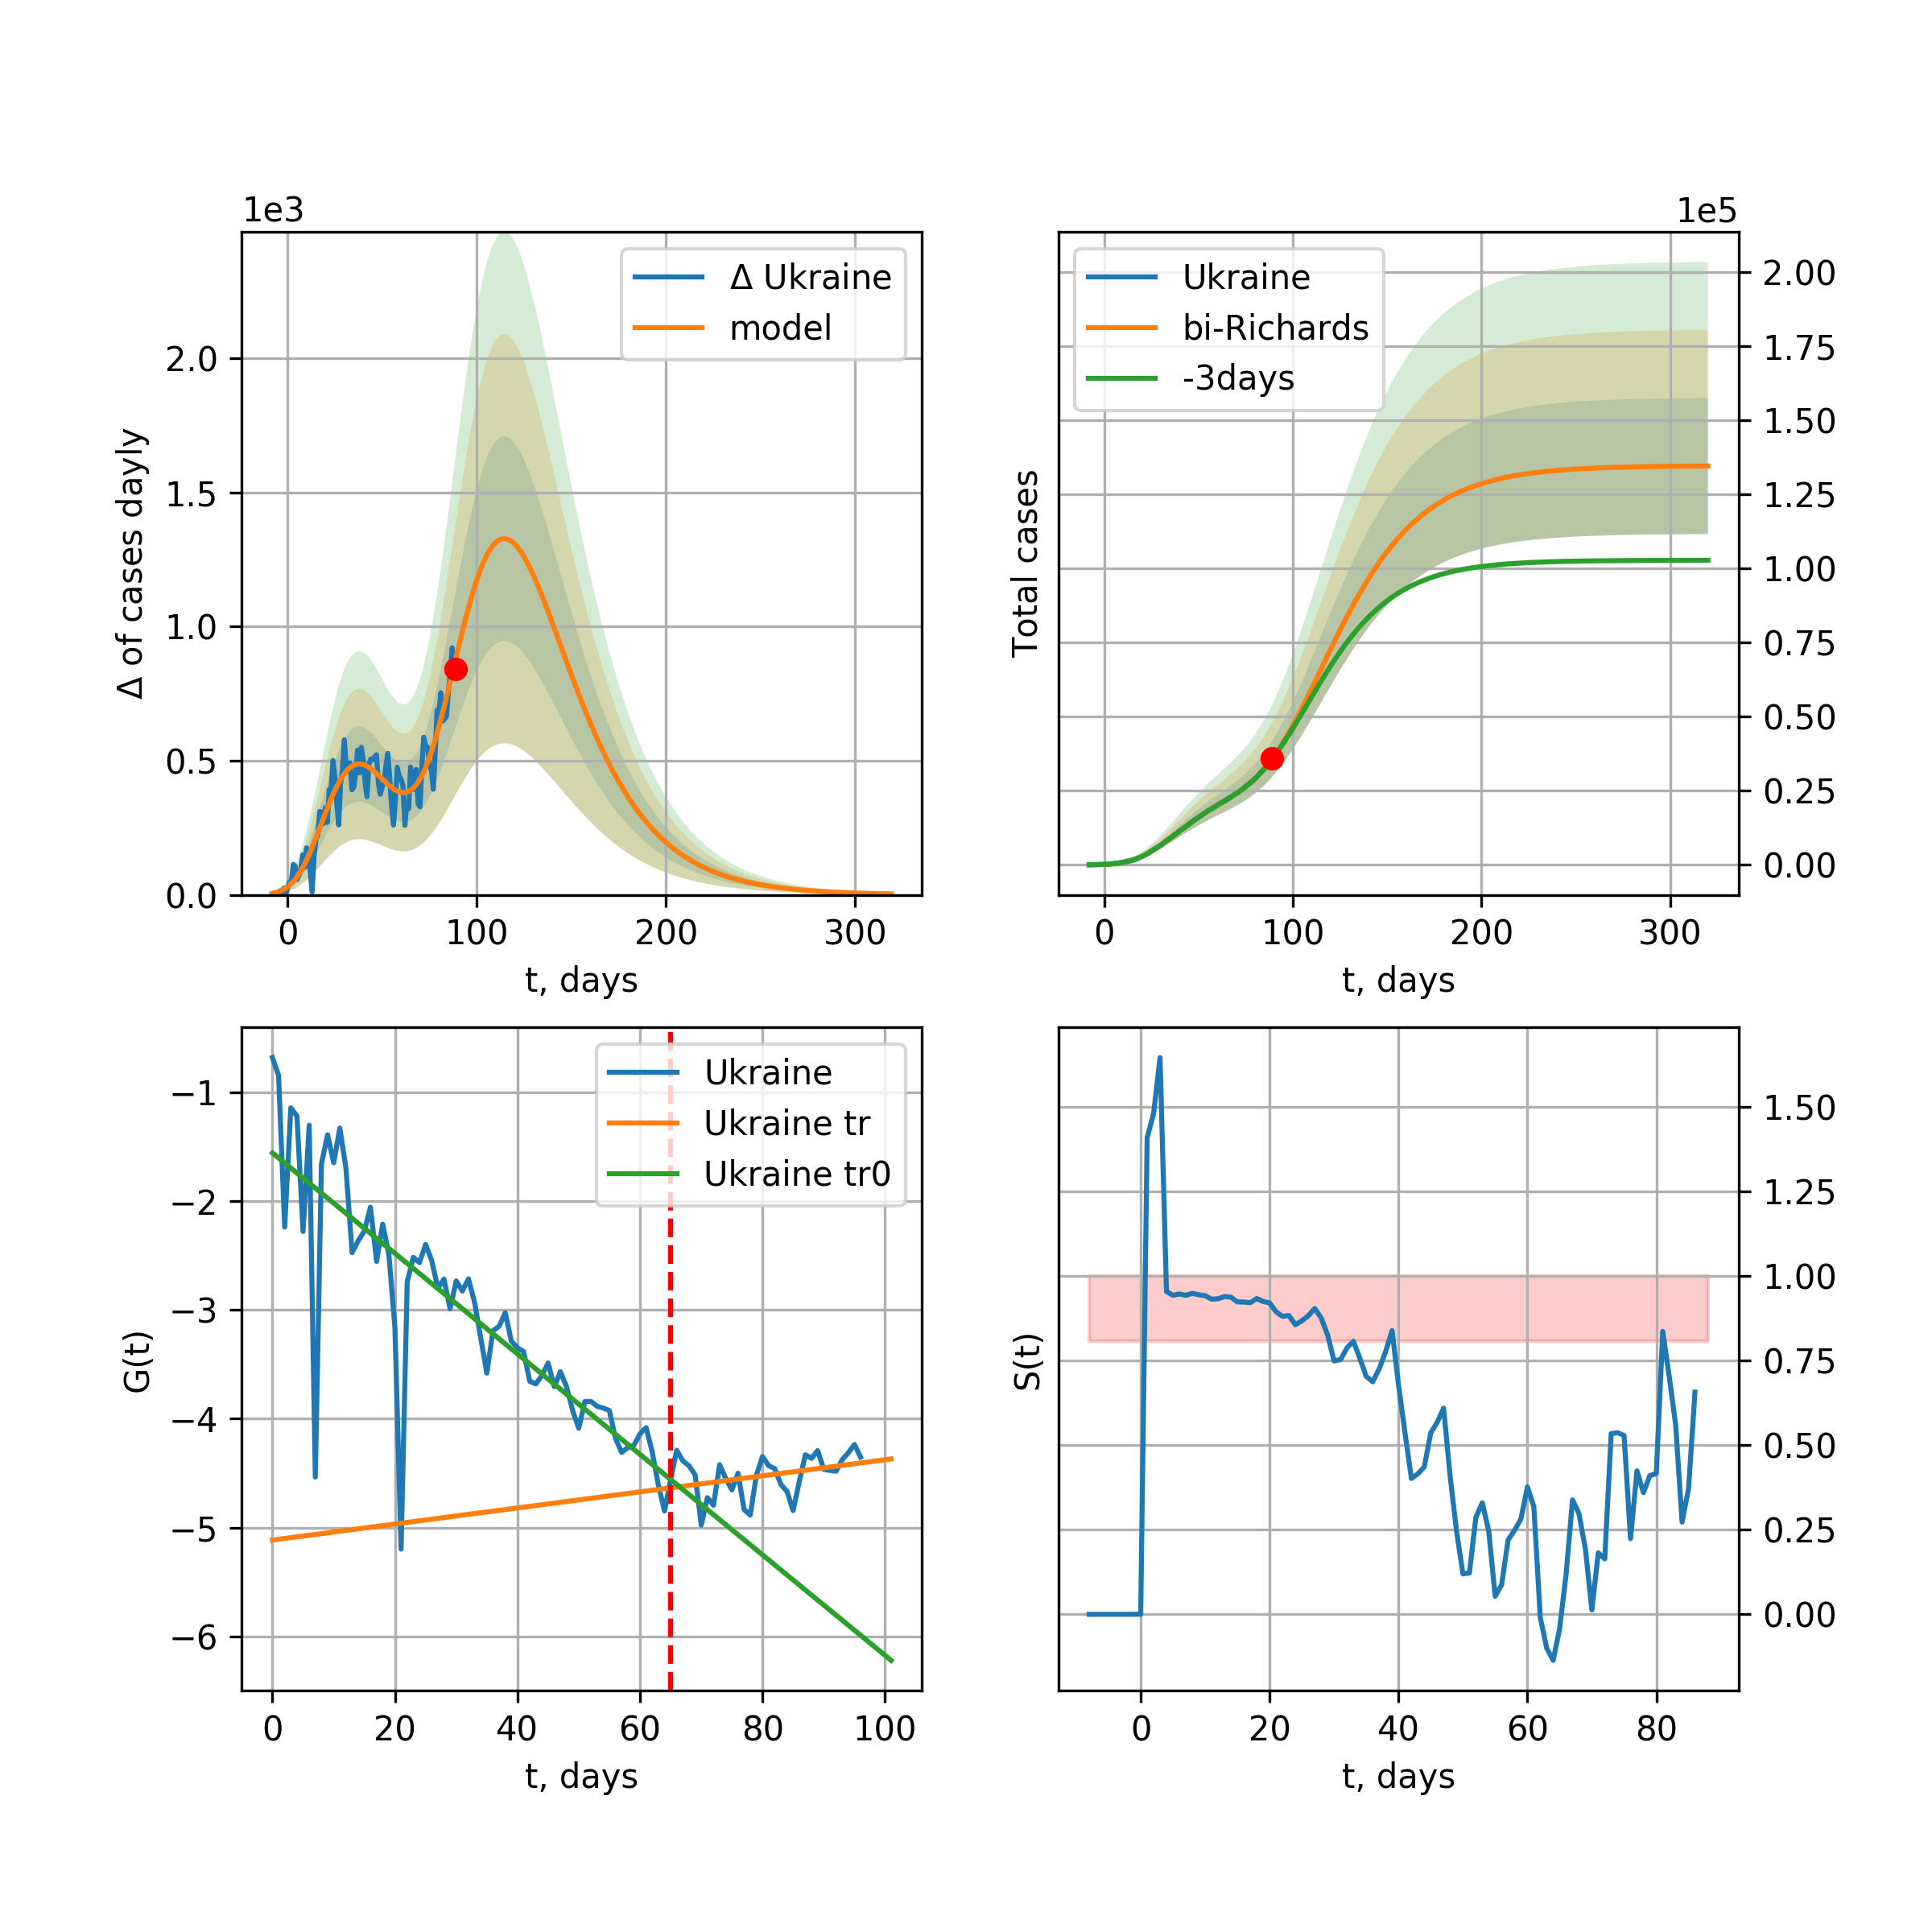 1e3
Δ of cases dayly
2.0
1.5
1.0
0.5
0.0
Δ Ukraine
model
0 100 200 300
t, days
1e5
Total cases
Ukraine
bi-Richards
-3days
2.00
1.75
1.50
1.25
1.00
0.75
0.50
0.25
0.00
0 100 200 300
t, days
G(t)
−1
−2
−3
−4
−5
−6
Ukraine
Ukraine tr
Ukraine tr0
0 20 40 60 80 100
t, days
S(t)
1.50
1.25
1.00
0.75
0.50
0.25
0.00
0 20 40 60 80
t, days